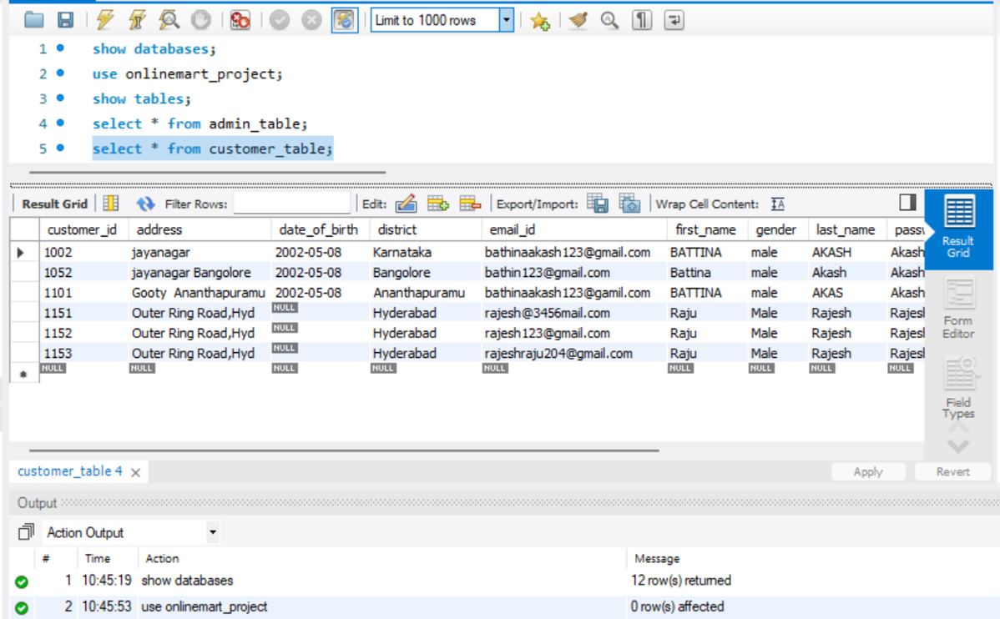 Limit to 1000 rows
1 show databases;
2 use onlinemart_project;
3 show tables;
4 select * from admin_table;
5 select * from customer_table;
Result Grid Filter Rows: Edit: Export/Import: Wrap Cell Content:
customer_id address date_of_birth district email_id first_name gender last_name passw
1002 jayanagar 2002-05-08 Karnataka bathinaakash123@gmail.com BATTINA male AKASH Akash
1052 jayanagar Bangolore 2002-05-08 Bangolore bathin123@gmail.com Battina male Akash Akash
1101 Gooty Ananthapuramu 2002-05-08 Ananthapuramu bathinaakash123@gamil.com BATTINA male AKAS Akash
1151 Outer Ring Road,Hyd NULL Hyderabad rajesh@3456mail.com Raju Male Rajesh Rajesh
1152 Outer Ring Road,Hyd NULL Hyderabad rajesh123@gmail.com Raju Male Rajesh Rajesh
1153 Outer Ring Road,Hyd NULL Hyderabad rajeshraju204@gmail.com Raju Male Rajesh Rajesh
NULL NULL NULL NULL NULL NULL NULL NULL NULL
Result
Grid
Form
Editor
Field
Types
customer_table 4 Apply Revert
Output
Action Output
# Time Action Message
1 10:45:19 show databases 12 row(s) returned
2 10:45:53 use onlinemart_project 0 row(s) affected